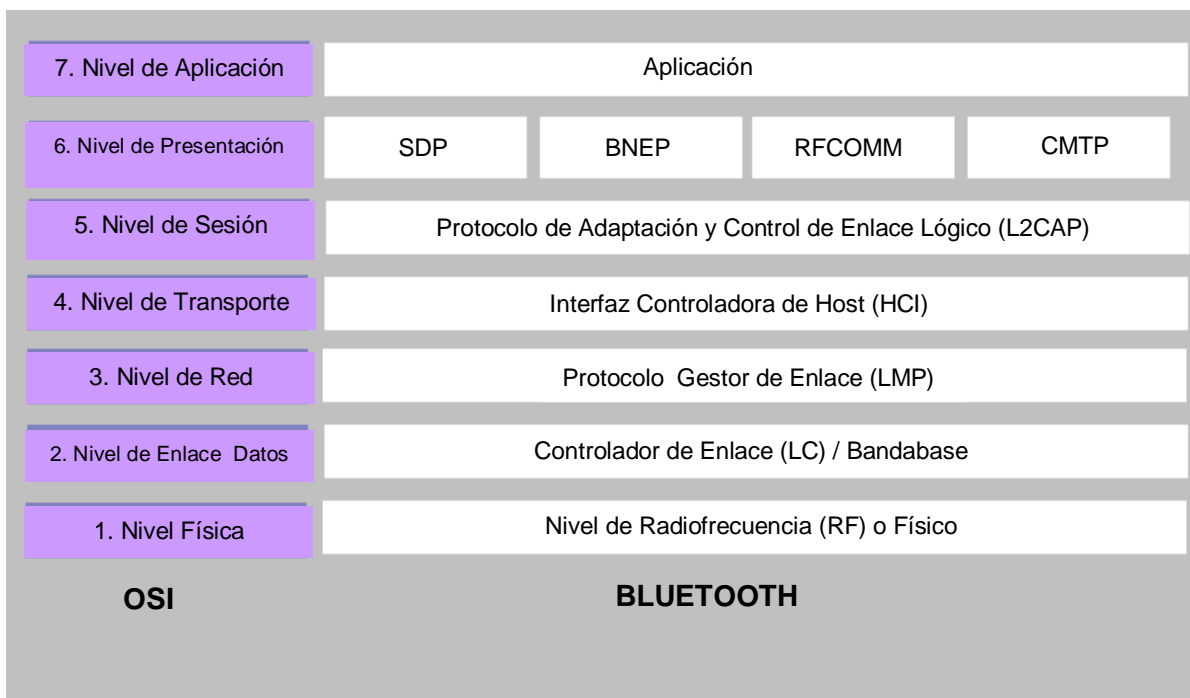 7. Nivel de Aplicación
Aplicación
6. Nivel de Presentación
SDP
BNEP
RFCOMM
CMTP
5. Nivel de Sesión
Protocolo de Adaptación y Control de Enlace Lógico (L2CAP)
4. Nivel de Transporte
Interfaz Controladora de Host (HCI)
3. Nivel de Red
Protocolo Gestor de Enlace (LMP)
2. Nivel de Enlace Datos
Controlador de Enlace (LC) / Bandabase
1. Nivel Física
Nivel de Radiofrecuencia (RF) o Físico
OSI
BLUETOOTH